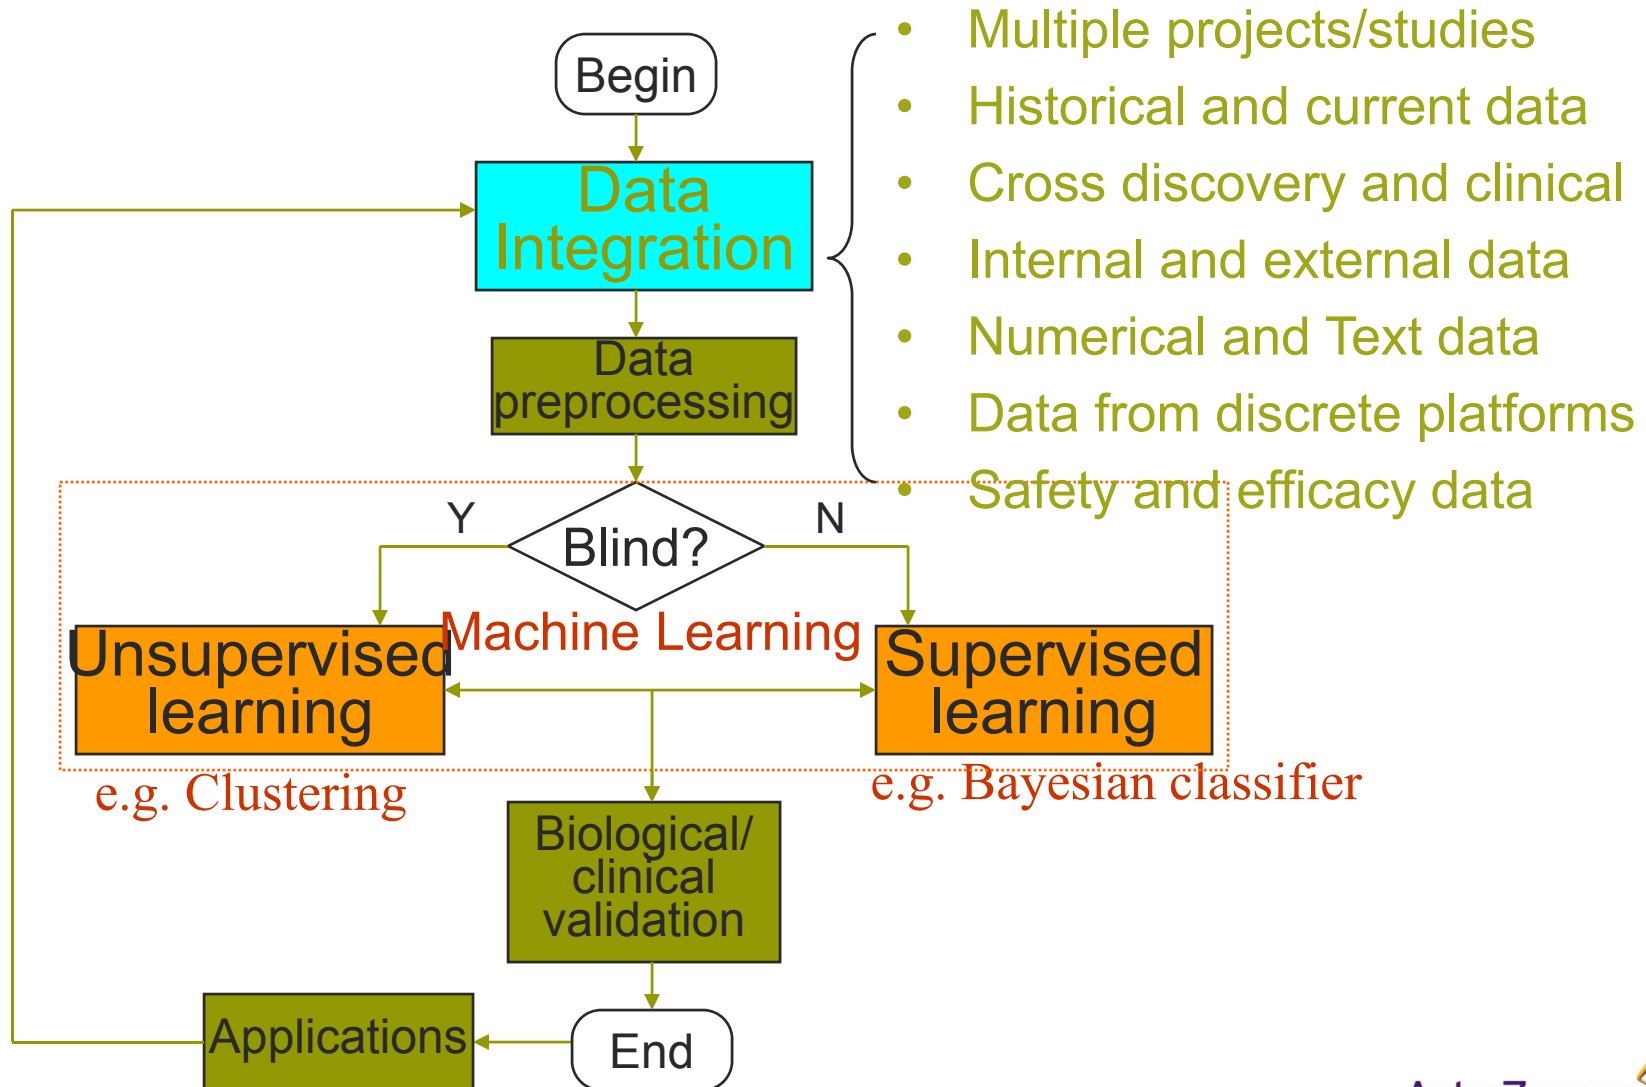 Begin
Data
Integration
Data
preprocessing
• Multiple projects/studies
• Historical and current data
• Cross discovery and clinical
• Internal and external data
• Numerical and Text data
• Data from discrete platforms
• Safety and efficacy data
Y
Blind?
N
Machine Learning
Unsupervised
learning
Supervised
learning
e.g. Clustering
e.g. Bayesian classifier
Biological/
clinical
validation
Applications
End